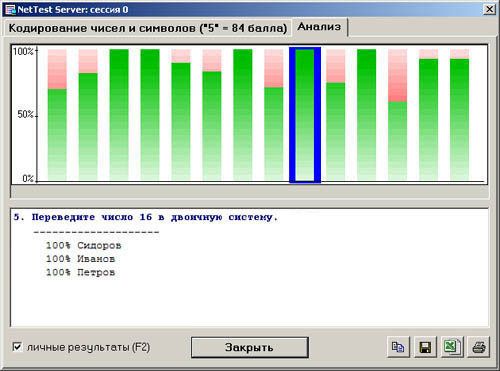 NetTest Server: сессия 0
Кодирование чисел и символов ("5" = 84 балла)
Анализ
100%
50%
0%
5. Переведите число 16 в двоичную систему.
--------------------
100% Сидоров
100% Иванов
100% Петров
личные результаты (F2)
Закрыть